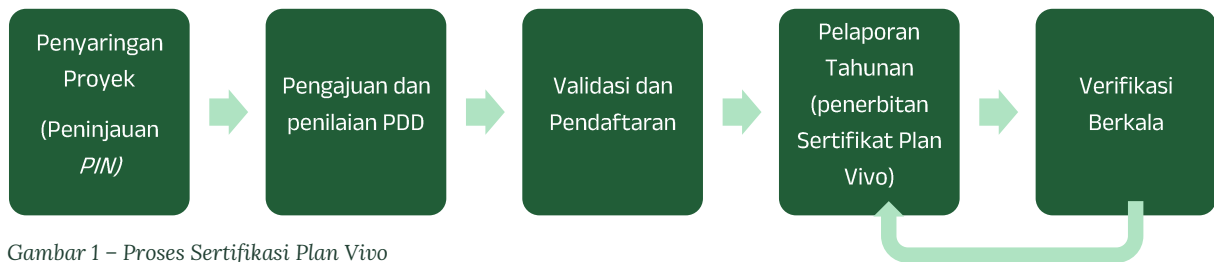 Penyaringan
Proyek
(Peninjauan
PIN)
Pengajuan dan
penilaian PDD
Validasi dan
Pendaftaran
Pelaporan
Tahunan
(penerbitan
Sertifikat Plan
Vivo)
Verifikasi
Berkala
Gambar 1 – Proses Sertifikasi Plan Vivo